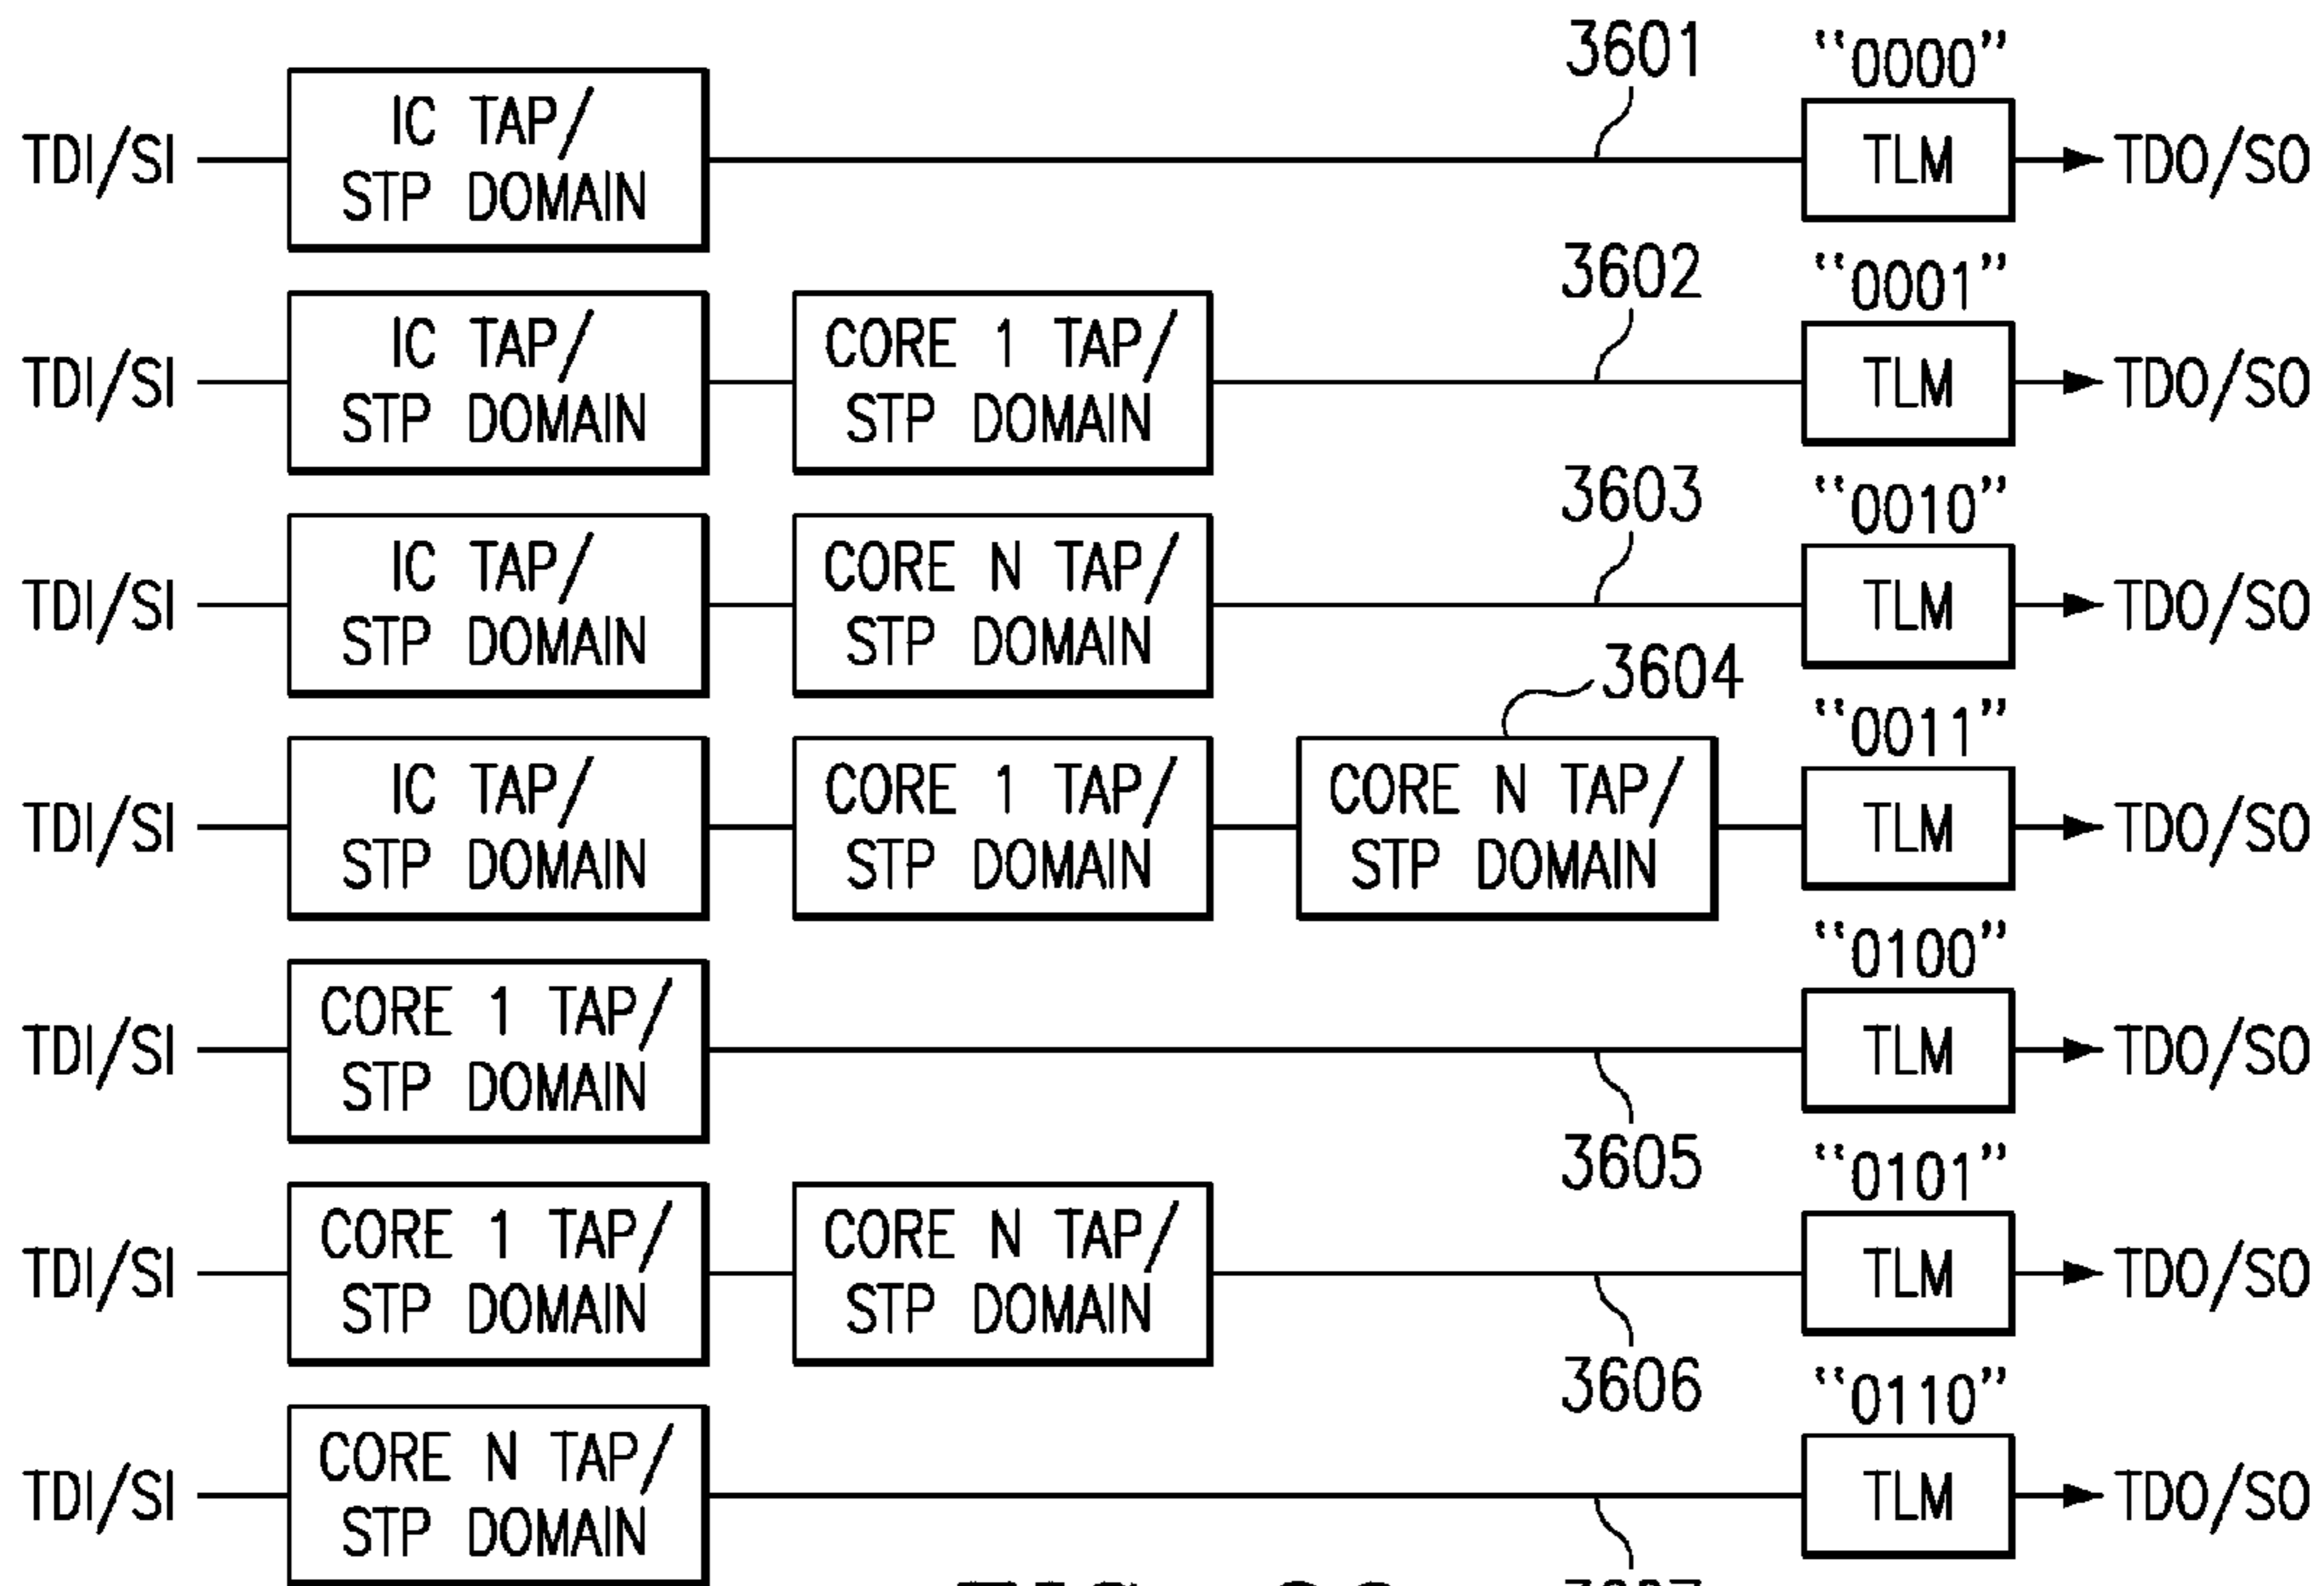 3601 “0000”
TDI/SI IC TAP/ STP DOMAIN TLM TDO/SO
3602 “0001”
TDI/SI IC TAP/ STP DOMAIN CORE 1 TAP/ STP DOMAIN TLM TDO/SO
3603 “0010”
TDI/SI IC TAP/ STP DOMAIN CORE N TAP/ STP DOMAIN TLM TDO/SO
3604 “0011”
TDI/SI IC TAP/ STP DOMAIN CORE 1 TAP/ STP DOMAIN CORE N TAP/ STP DOMAIN TLM TDO/SO
“0100”
TDI/SI CORE 1 TAP/ STP DOMAIN TLM TDO/SO
3605 “0101”
TDI/SI CORE 1 TAP/ STP DOMAIN CORE N TAP/ STP DOMAIN TLM TDO/SO
3606 “0110”
TDI/SI CORE N TAP/ STP DOMAIN TLM TDO/SO